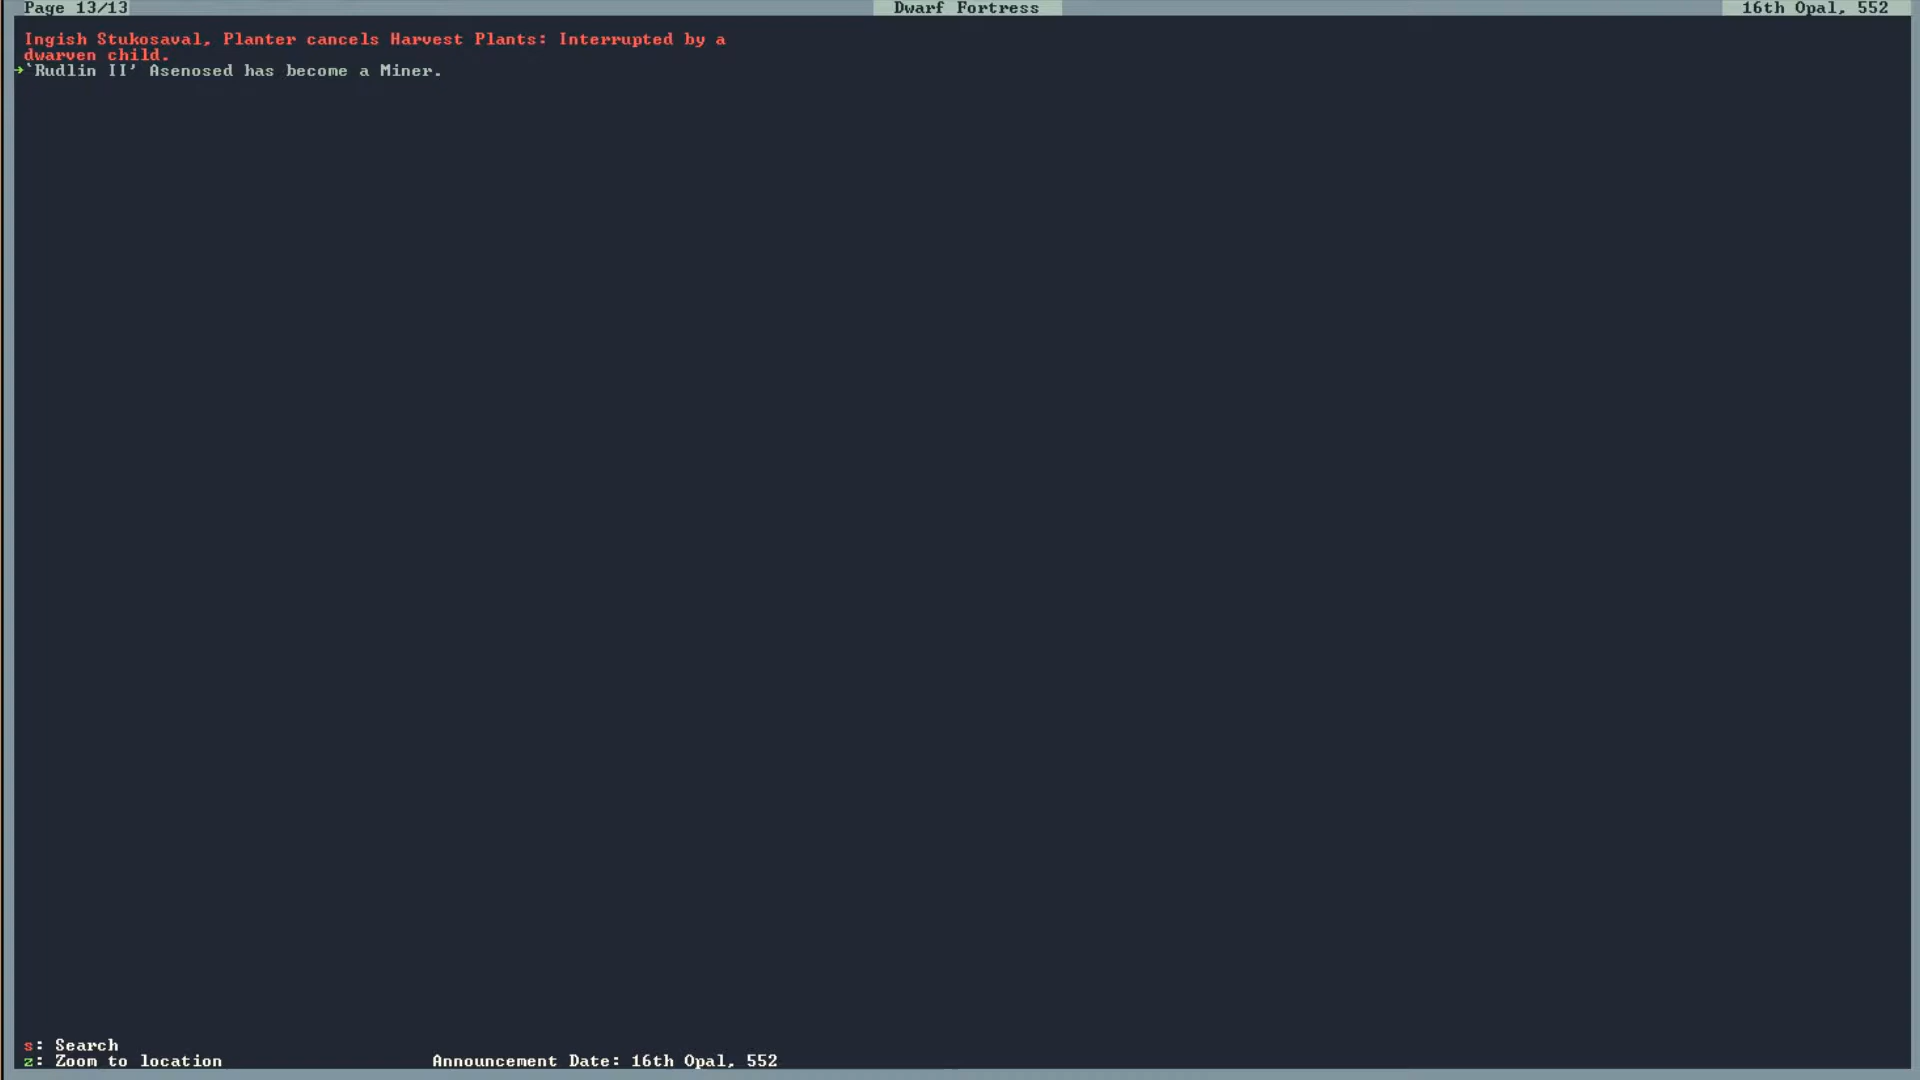 Page 13/13
Dwarf Fortress
16th Opal, 552
Ingish Stukosaval, Planter cancels Harvest Plants: Interrupted by a
dwarven child.
→`Rudlin II' Asenosed has become a Miner.
s: Search
z: Zoom to location
Announcement Date: 16th Opal, 552